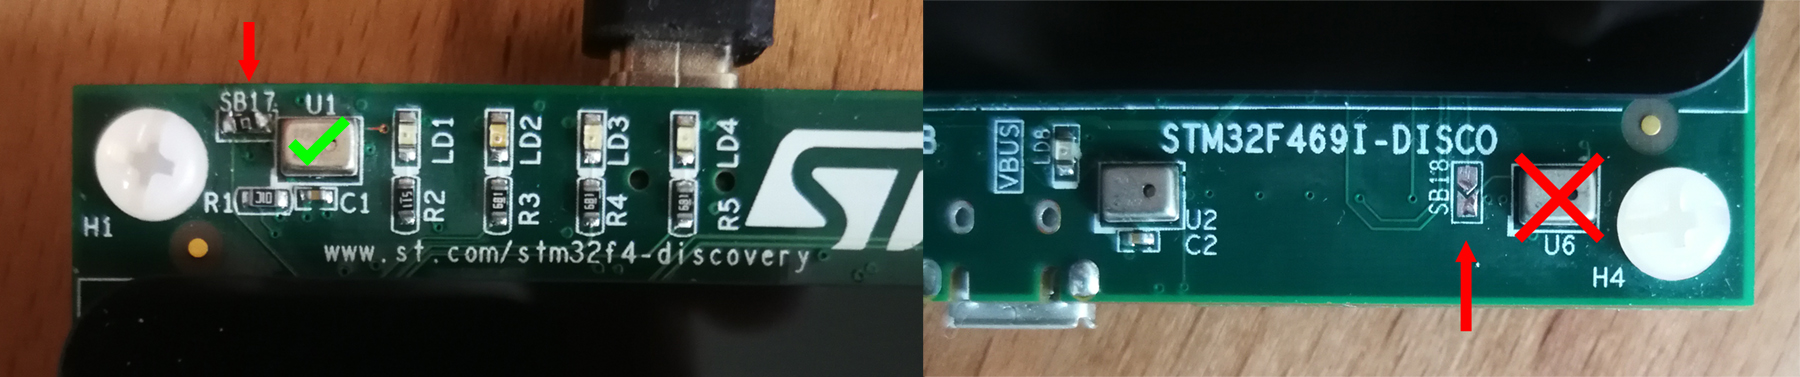 SB17
U1
LD1
LD2
LD3
LD4
R1
C1
R2
R3
R4
R5
H1
www.st.com/stm32f4-discovery
B
VBUS
LD8
STM32F469I-DISCO
SB18
U2
C2
U6
H4